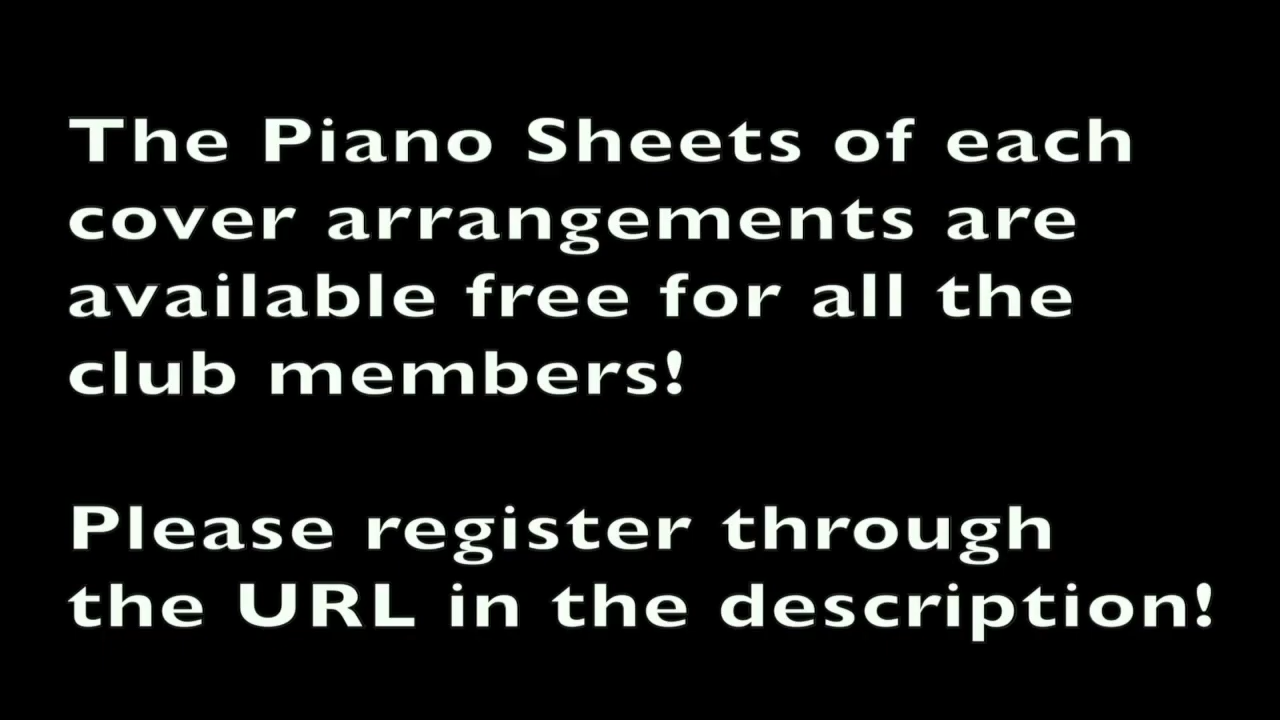 The Piano Sheets of each
cover arrangements are
available free for all the
club members!
Please register through
the URL in the description!